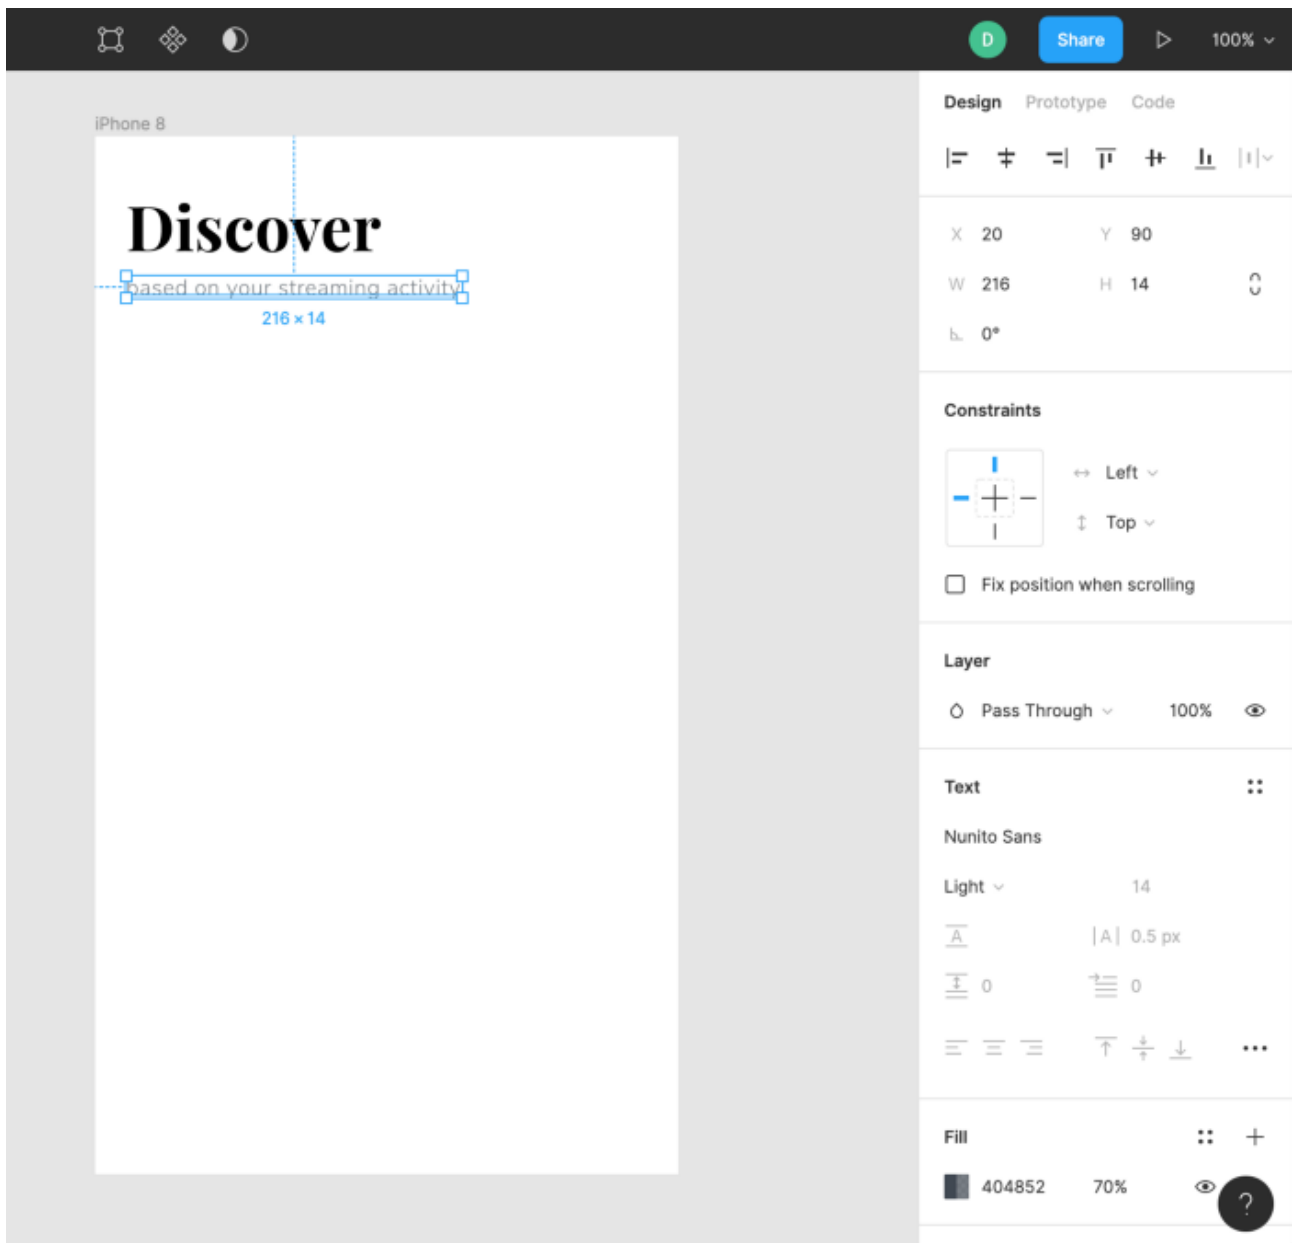 D Share 100%
Design Prototype Code
iPhone 8
Discover
based on your streaming activity
216 × 14
X 20 Y 90
W 216 H 14
0°
Constraints
Left
Top
Fix position when scrolling
Layer
Pass Through 100%
Text
Nunito Sans
Light 14
A |A| 0.5 px
0 0
Fill
404852 70%
?